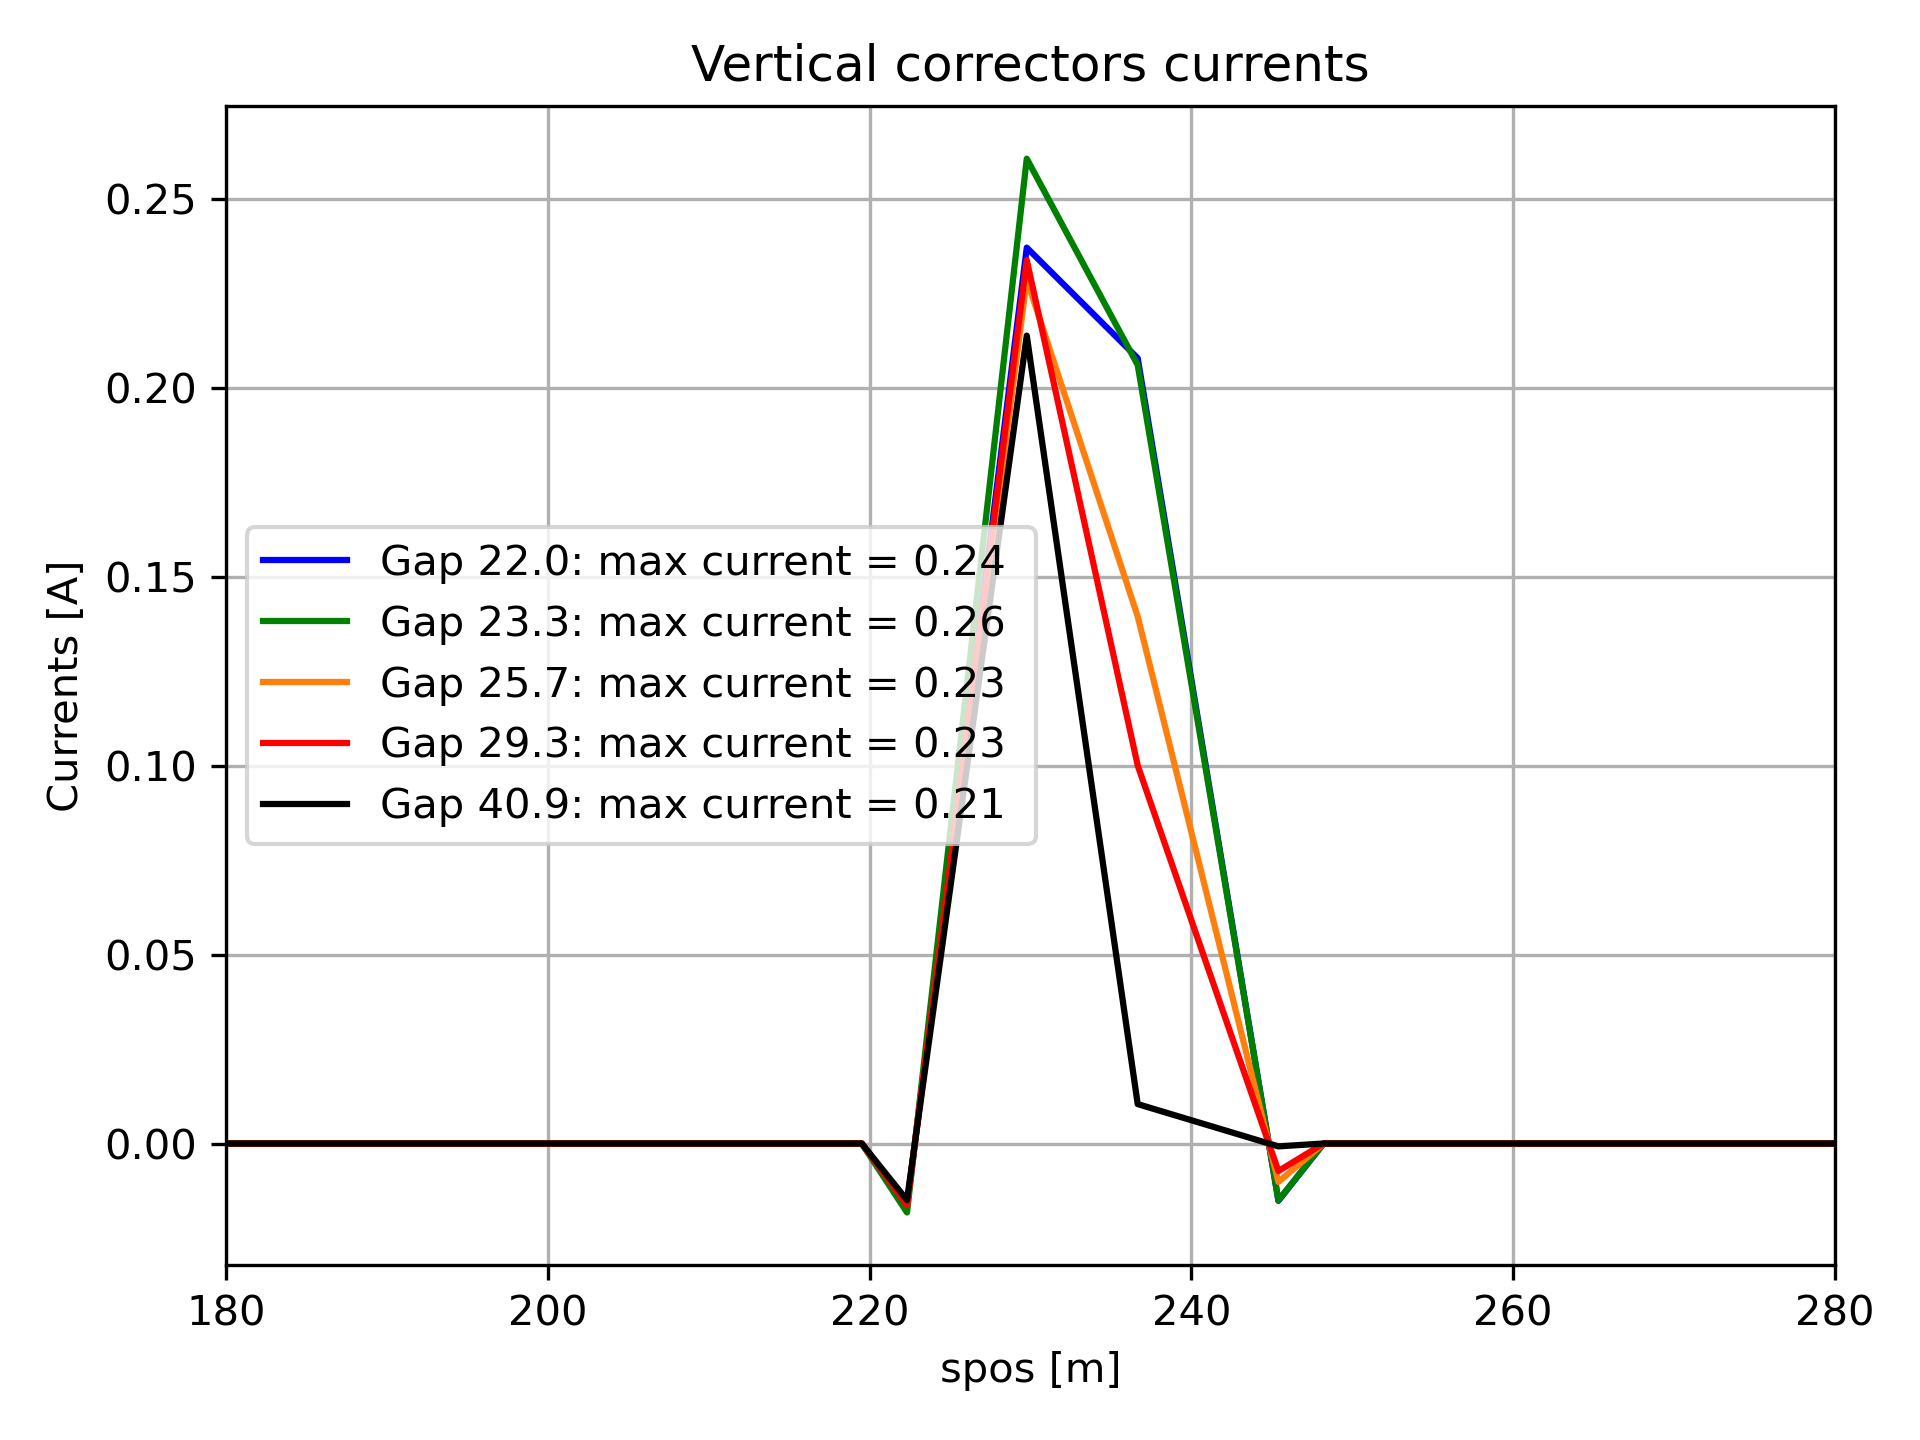 Vertical correctors currents
Currents [A]
0.25
0.20
0.15
0.10
0.05
0.00
Gap 22.0: max current = 0.24
Gap 23.3: max current = 0.26
Gap 25.7: max current = 0.23
Gap 29.3: max current = 0.23
Gap 40.9: max current = 0.21
180 200 220 240 260 280
spos [m]